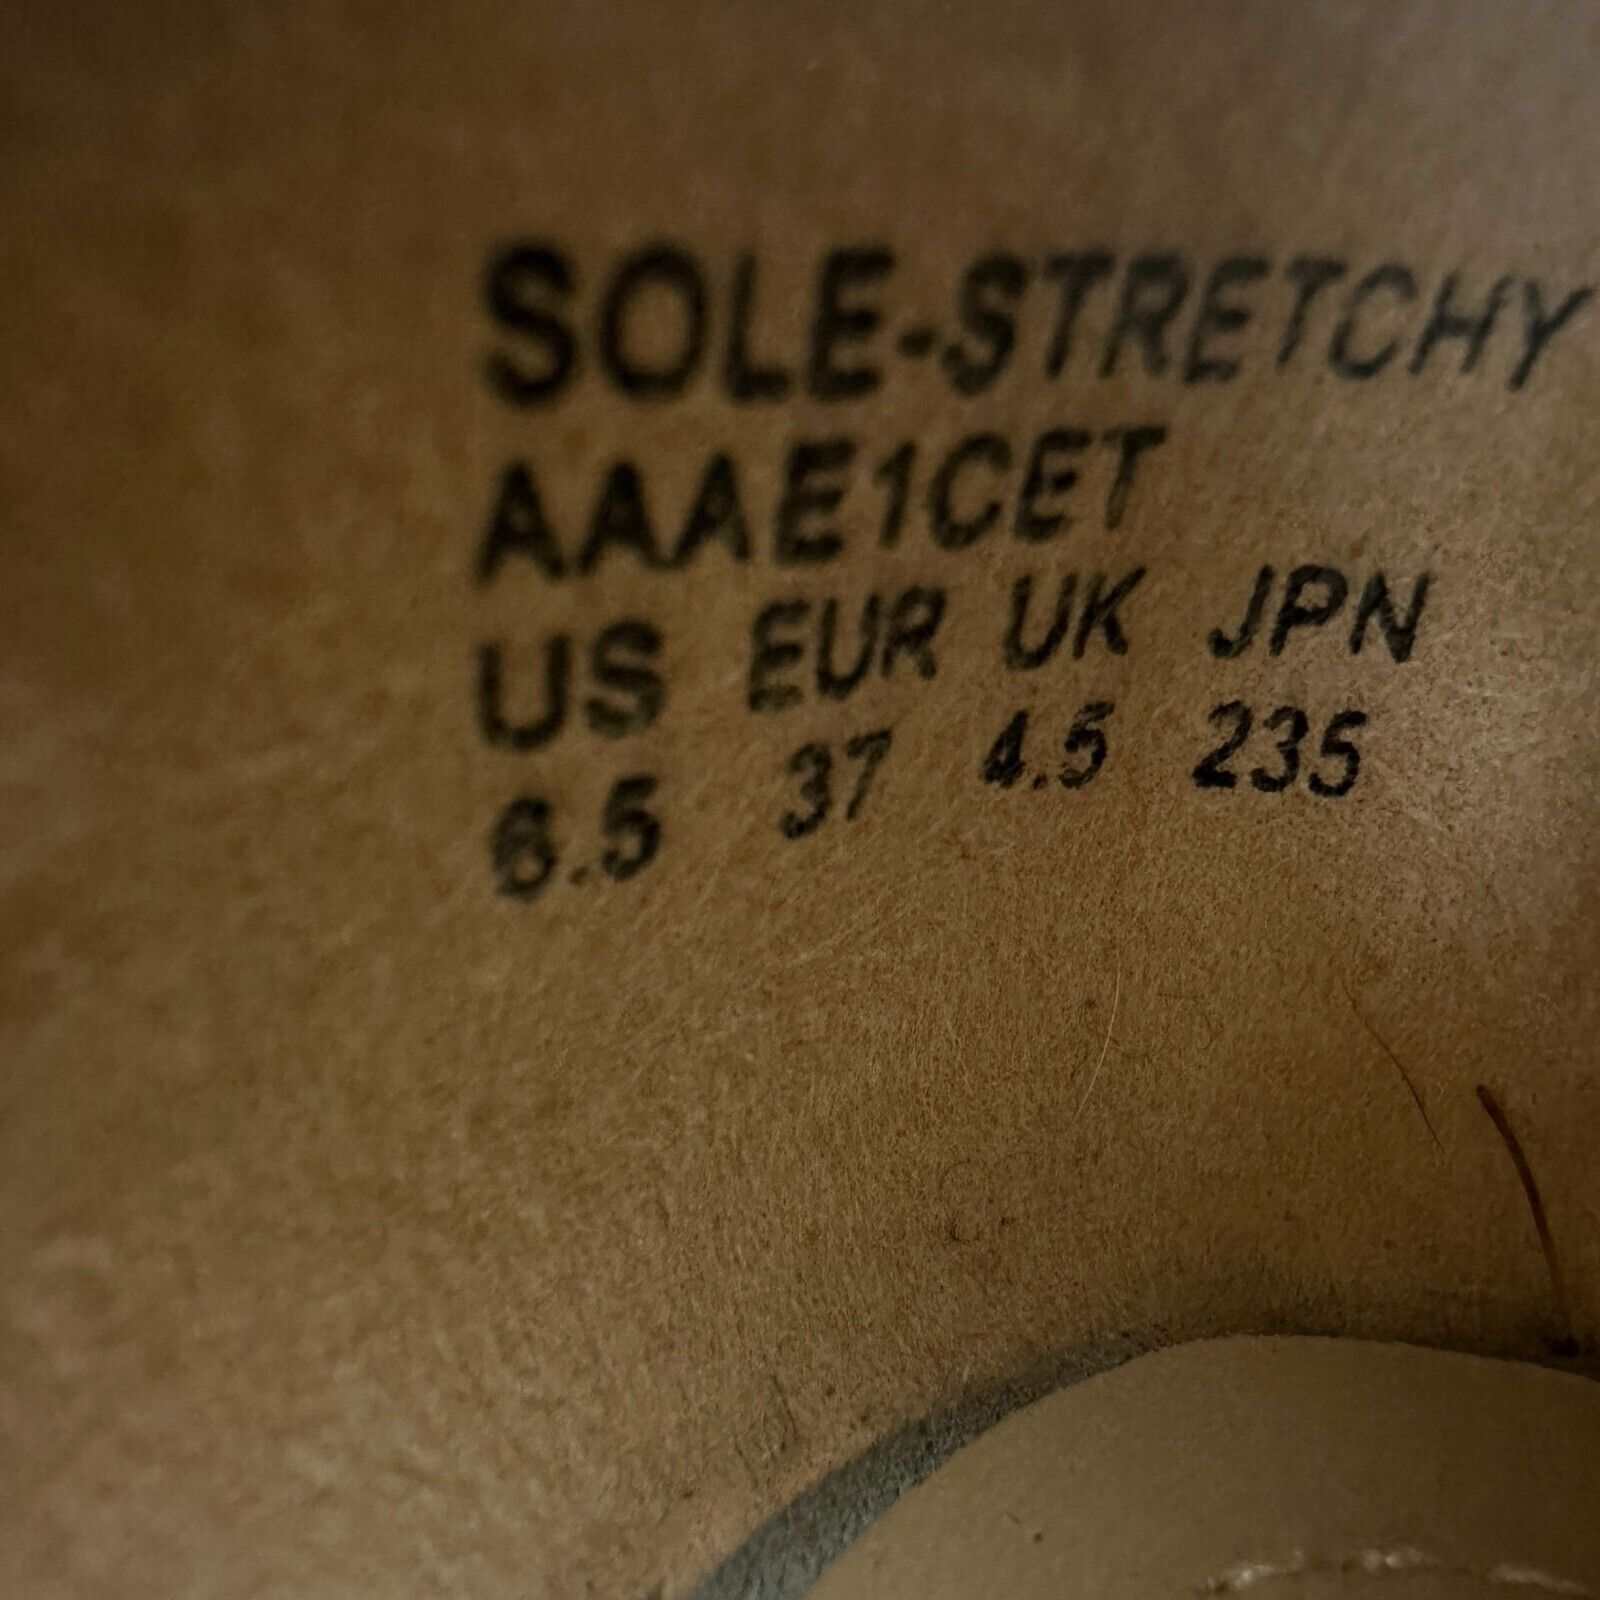 SOLE-STRETCHY
AAAE1CET
US EUR UK JPN
6.5 37 4.5 235